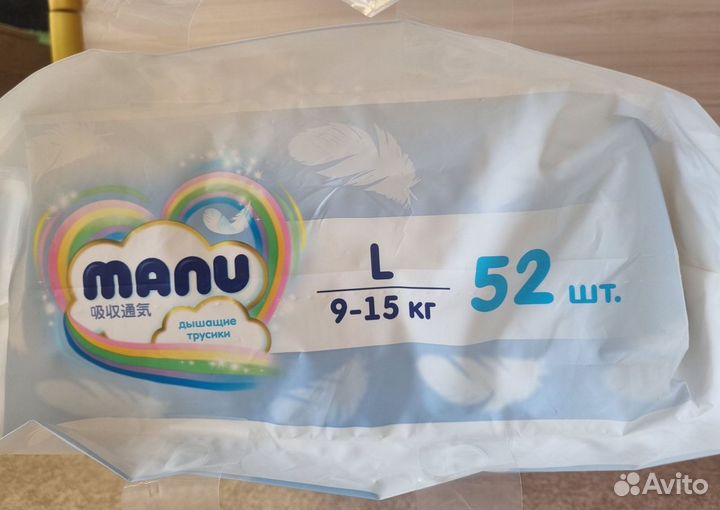 manu
吸収通気
дышащие
трусики
L
9-15 кг
52 шт.
Avito